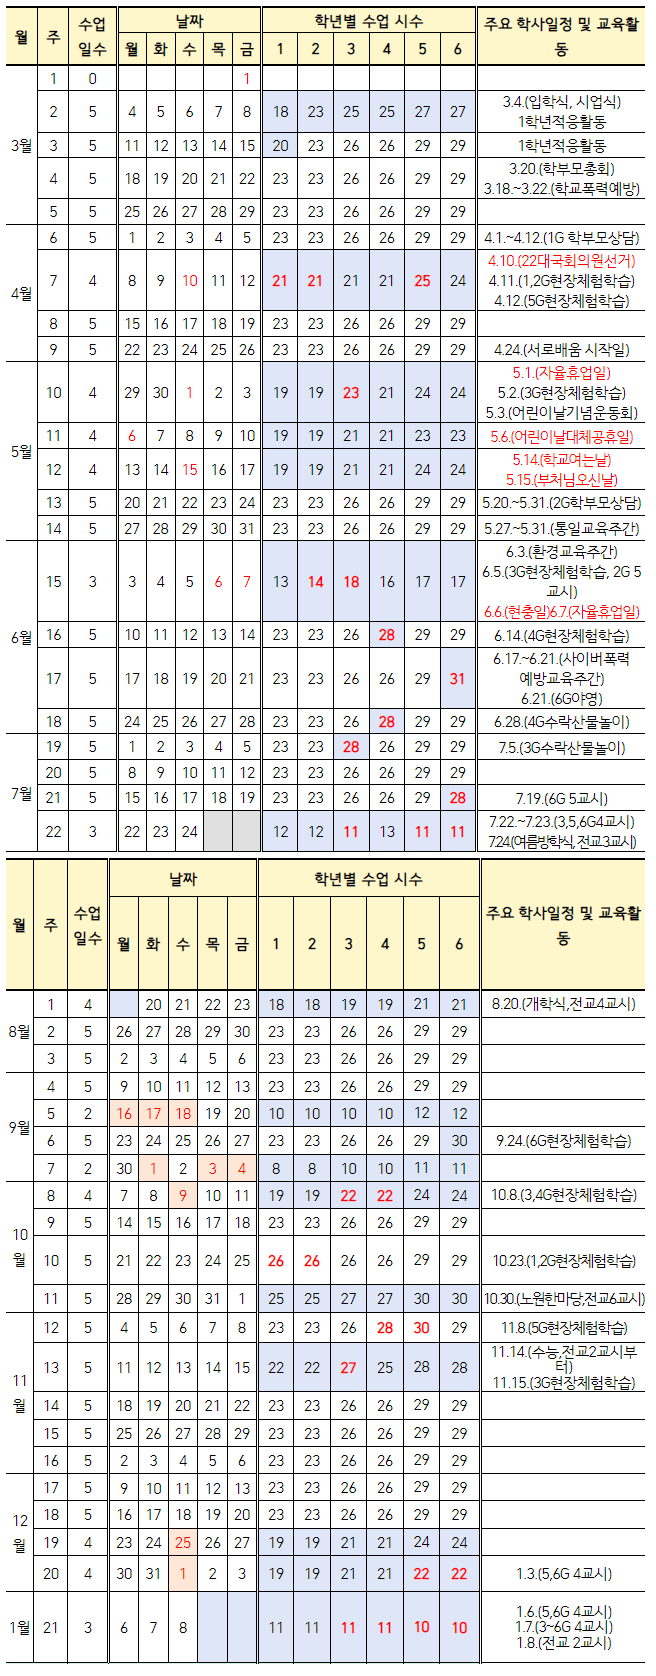 월 주 수업 일수 날짜 학년별 수업 시수 주요 학사일정 및 교육활동
월 화 수 목 금 1 2 3 4 5 6
3월 1 0 1
2 5 4 5 6 7 8 18 23 25 25 27 27 3.4.(입학식, 시업식)
1학년적응활동
3 5 11 12 13 14 15 20 23 26 26 29 29 1학년적응활동
4 5 18 19 20 21 22 23 23 26 26 29 29 3.20.(학부모총회)
3.18.~3.22.(학교폭력예방)
5 5 25 26 27 28 29 23 23 26 26 29 29
4월 6 5 1 2 3 4 5 23 23 26 26 29 29 4.1.~4.12.(1G 학부모상담)
7 4 8 9 10 11 12 21 21 21 21 25 24 4.10.(22대국회의원선거)
4.11.(1,2G현장체험학습)
4.12.(5G현장체험학습)
8 5 15 16 17 18 19 23 23 26 26 29 29
9 5 22 23 24 25 26 23 23 26 26 29 29 4.24.(서로배움 시작일)
5월 10 4 29 30 1 2 3 19 19 23 21 24 24 5.1.(자율휴업일)
5.2.(3G현장체험학습)
5.3.(어린이날기념운동회)
11 4 6 7 8 9 10 19 19 21 21 23 23 5.6.(어린이날대체공휴일)
12 4 13 14 15 16 17 19 19 21 21 24 24 5.14.(학교여는날)
5.15.(부처님오신날)
13 5 20 21 22 23 24 23 23 26 26 29 29 5.20.~5.31.(2G학부모상담)
14 5 27 28 29 30 31 23 23 26 26 29 29 5.27.~5.31.(통일교육주간)
6월 15 3 3 4 5 6 7 13 14 18 16 17 17 6.3.(환경교육주간)
6.5.(3G현장체험학습, 2G 5
교시)
6.6.(현충일)6.7.(자율휴업일)
16 5 10 11 12 13 14 23 23 26 28 29 29 6.14.(4G현장체험학습)
17 5 17 18 19 20 21 23 23 26 26 29 31 6.17.~6.21.(사이버폭력
예방교육주간)
6.21.(6G야영)
18 5 24 25 26 27 28 23 23 26 28 29 29 6.28.(4G수락산물놀이)
7월 19 5 1 2 3 4 5 23 23 28 26 29 29 7.5.(3G수락산물놀이)
20 5 8 9 10 11 12 23 23 26 26 29 29
21 5 15 16 17 18 19 23 23 26 26 29 28 7.19.(6G 5교시)
22 3 22 23 24 12 12 11 13 11 11 7.22.~7.23.(3,5,6G4교시)
7.24(여름방학식,전교3교시)
월 주 수업 일수 날짜 학년별 수업 시수 주요 학사일정 및 교육활동
월 화 수 목 금 1 2 3 4 5 6
8월 1 4 20 21 22 23 18 18 19 19 21 21 8.20.(개학식,전교4교시)
2 5 26 27 28 29 30 23 23 26 26 29 29
3 5 2 3 4 5 6 23 23 26 26 29 29
9월 4 5 9 10 11 12 13 23 23 26 26 29 29
5 2 16 17 18 19 20 10 10 10 10 12 12
6 5 23 24 25 26 27 23 23 26 26 29 30 9.24.(6G현장체험학습)
7 2 30 1 2 3 4 8 8 10 10 11 11
10월 8 4 7 8 9 10 11 19 19 22 22 24 24 10.8.(3,4G현장체험학습)
9 5 14 15 16 17 18 23 23 26 26 29 29
10 5 21 22 23 24 25 26 26 26 26 29 29 10.23.(1,2G현장체험학습)
11 5 28 29 30 31 1 25 25 27 27 30 30 10.30.(노원한마당,전교6교시)
11월 12 5 4 5 6 7 8 23 23 26 28 30 29 11.8.(5G현장체험학습)
13 5 11 12 13 14 15 22 22 27 25 28 28 11.14.(수능,전교2교시부
터)
11.15.(3G현장체험학습)
14 5 18 19 20 21 22 23 23 26 26 29 29
15 5 25 26 27 28 29 23 23 26 26 29 29
16 5 2 3 4 5 6 23 23 26 26 29 29
12월 17 5 9 10 11 12 13 23 23 26 26 29 29
18 5 16 17 18 19 20 23 23 26 26 29 29
19 4 23 24 25 26 27 19 19 21 21 24 24
20 4 30 31 1 2 3 19 19 21 21 22 22 1.3.(5,6G 4교시)
1월 21 3 6 7 8 11 11 11 11 10 10 1.6.(5,6G 4교시)
1.7.(3~6G 4교시)
1.8.(전교 2교시)